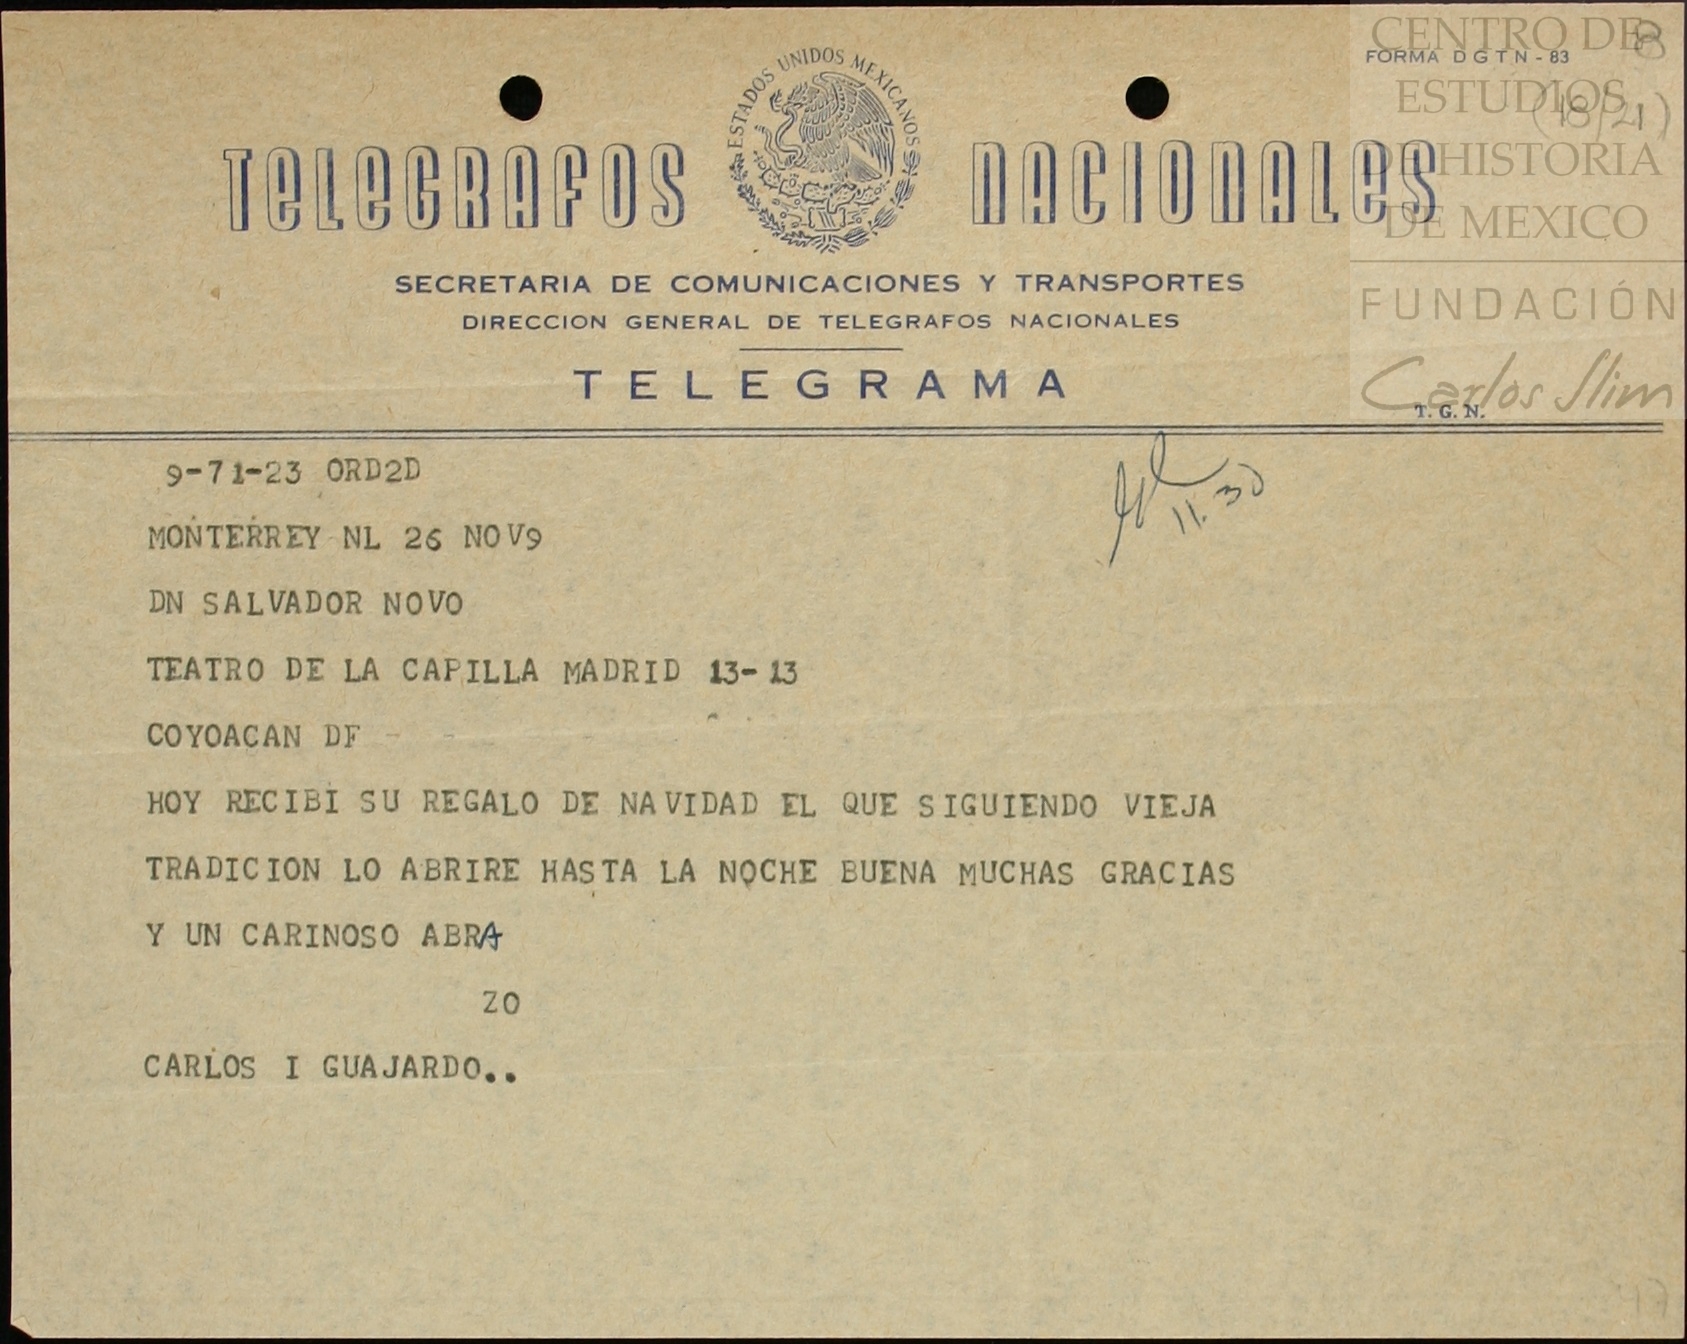 CENTRO DE
8
FORMA D G T N - 83
ESTUDIOS
(18/21)
DE HISTORIA
DE MEXICO
FUNDACIÓN
Carlos Slim
ESTADOS UNIDOS MEXICANOS
TELEGRAFOS NACIONALES
SECRETARIA DE COMUNICACIONES Y TRANSPORTES
DIRECCION GENERAL DE TELEGRAFOS NACIONALES
TELEGRAMA
T. G. N.
9-71-23 ORD2D
11.30
MONTERREY NL 26 NOV9
DN SALVADOR NOVO
TEATRO DE LA CAPILLA MADRID 13-13
COYOACAN DF
HOY RECIBI SU REGALO DE NAVIDAD EL QUE SIGUIENDO VIEJA
TRADICION LO ABRIRE HASTA LA NOCHE BUENA MUCHAS GRACIAS
Y UN CARINOSO ABRA
ZO
CARLOS I GUAJARDO..